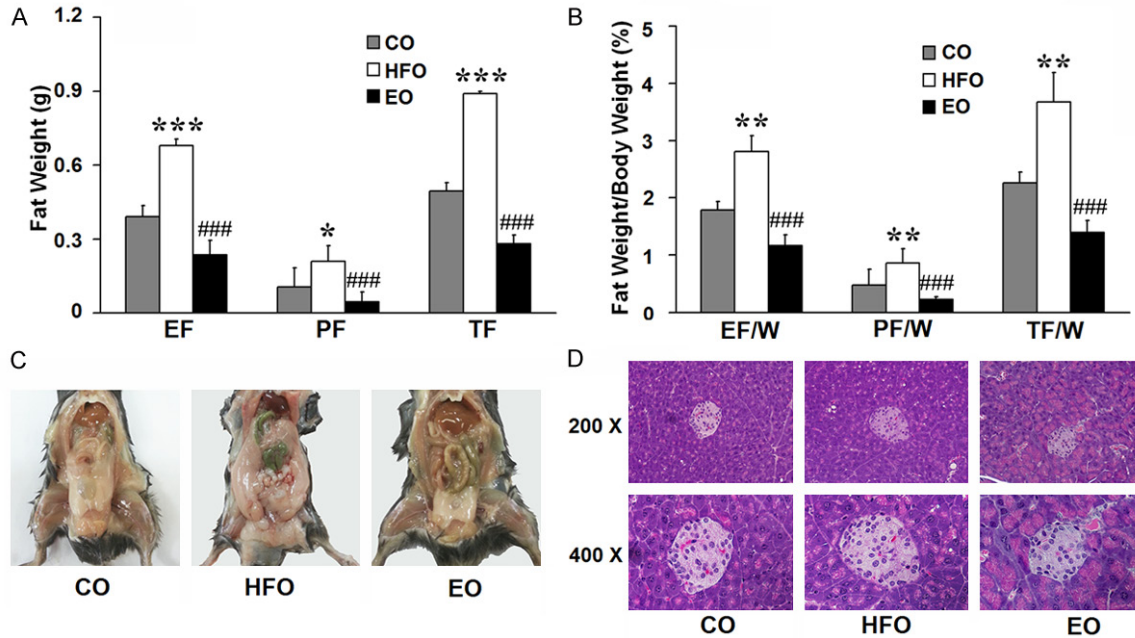 A
Fat Weight (g)
1.2
0.9
0.6
0.3
0
CO
HFO
EO
***
###
*
###
***
###
EF
PF
TF
B
Fat Weight/Body Weight (%)
5
4
3
2
1
0
CO
HFO
EO
**
###
**
###
**
###
EF/W
PF/W
TF/W
C
CO
HFO
EO
D
200 X
400 X
CO
HFO
EO